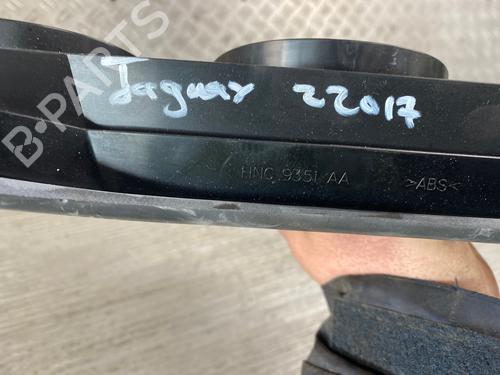 Jaguar 22017
HNC 9351 AA >ABS<
B-PARTS